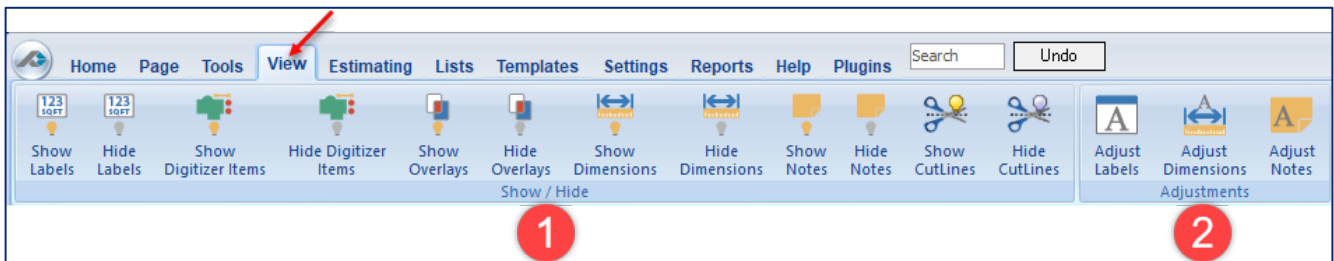 Home Page Tools View Estimating Lists Templates Settings Reports Help Plugins Search Undo
123 123
SQFT SQFT
A A A
Show Hide Show Hide Digitizer Show Hide Show Hide Show Hide Show Hide Adjust Adjust Adjust
Labels Labels Digitizer Items Items Overlays Overlays Dimensions Dimensions Notes Notes CutLines CutLines Labels Dimensions Notes
Show / Hide Adjustments
1 2